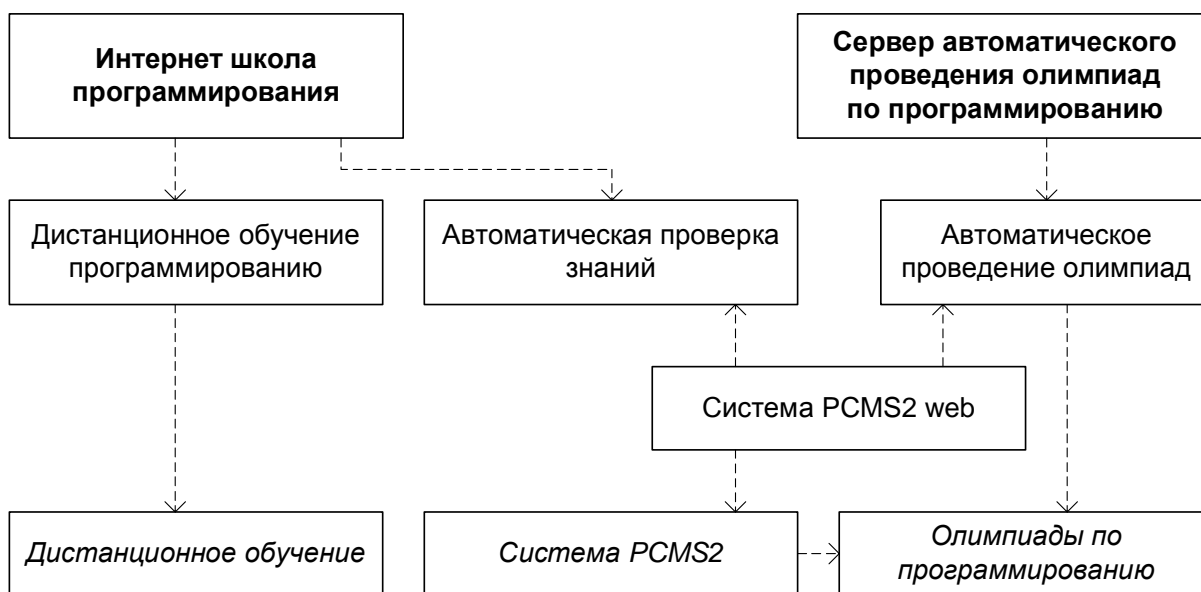 Интернет школа
программирования
Сервер автоматического
проведения олимпиад
по программированию
Дистанционное обучение
программированию
Автоматическая проверка
знаний
Автоматическое
проведение олимпиад
Система PCMS2 web
Дистанционное обучение
Система PCMS2
Олимпиады по
программированию